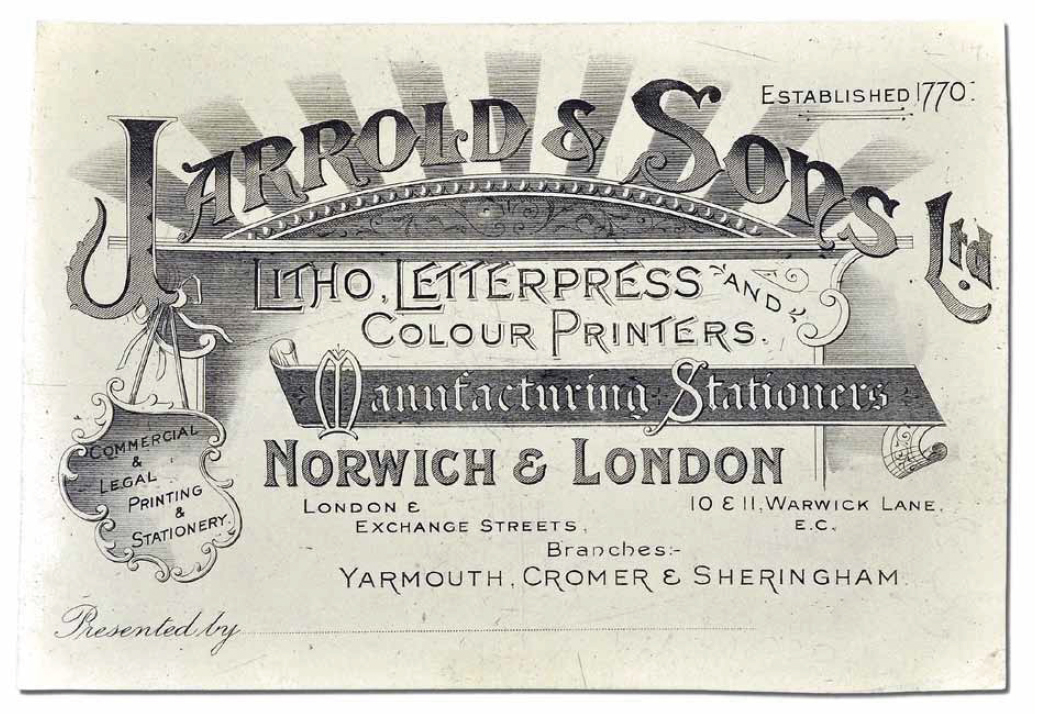 ESTABLISHED 1770.
JARROLD & SONS Ltd.
LITHO, LETTERPRESS AND
COLOUR PRINTERS.
Manufacturing Stationers
COMMERCIAL
&
LEGAL
PRINTING
&
STATIONERY.
NORWICH & LONDON
LONDON &
EXCHANGE STREETS,
10 & 11, WARWICK LANE,
E.C.
Branches:-
YARMOUTH, CROMER & SHERINGHAM.
Presented by